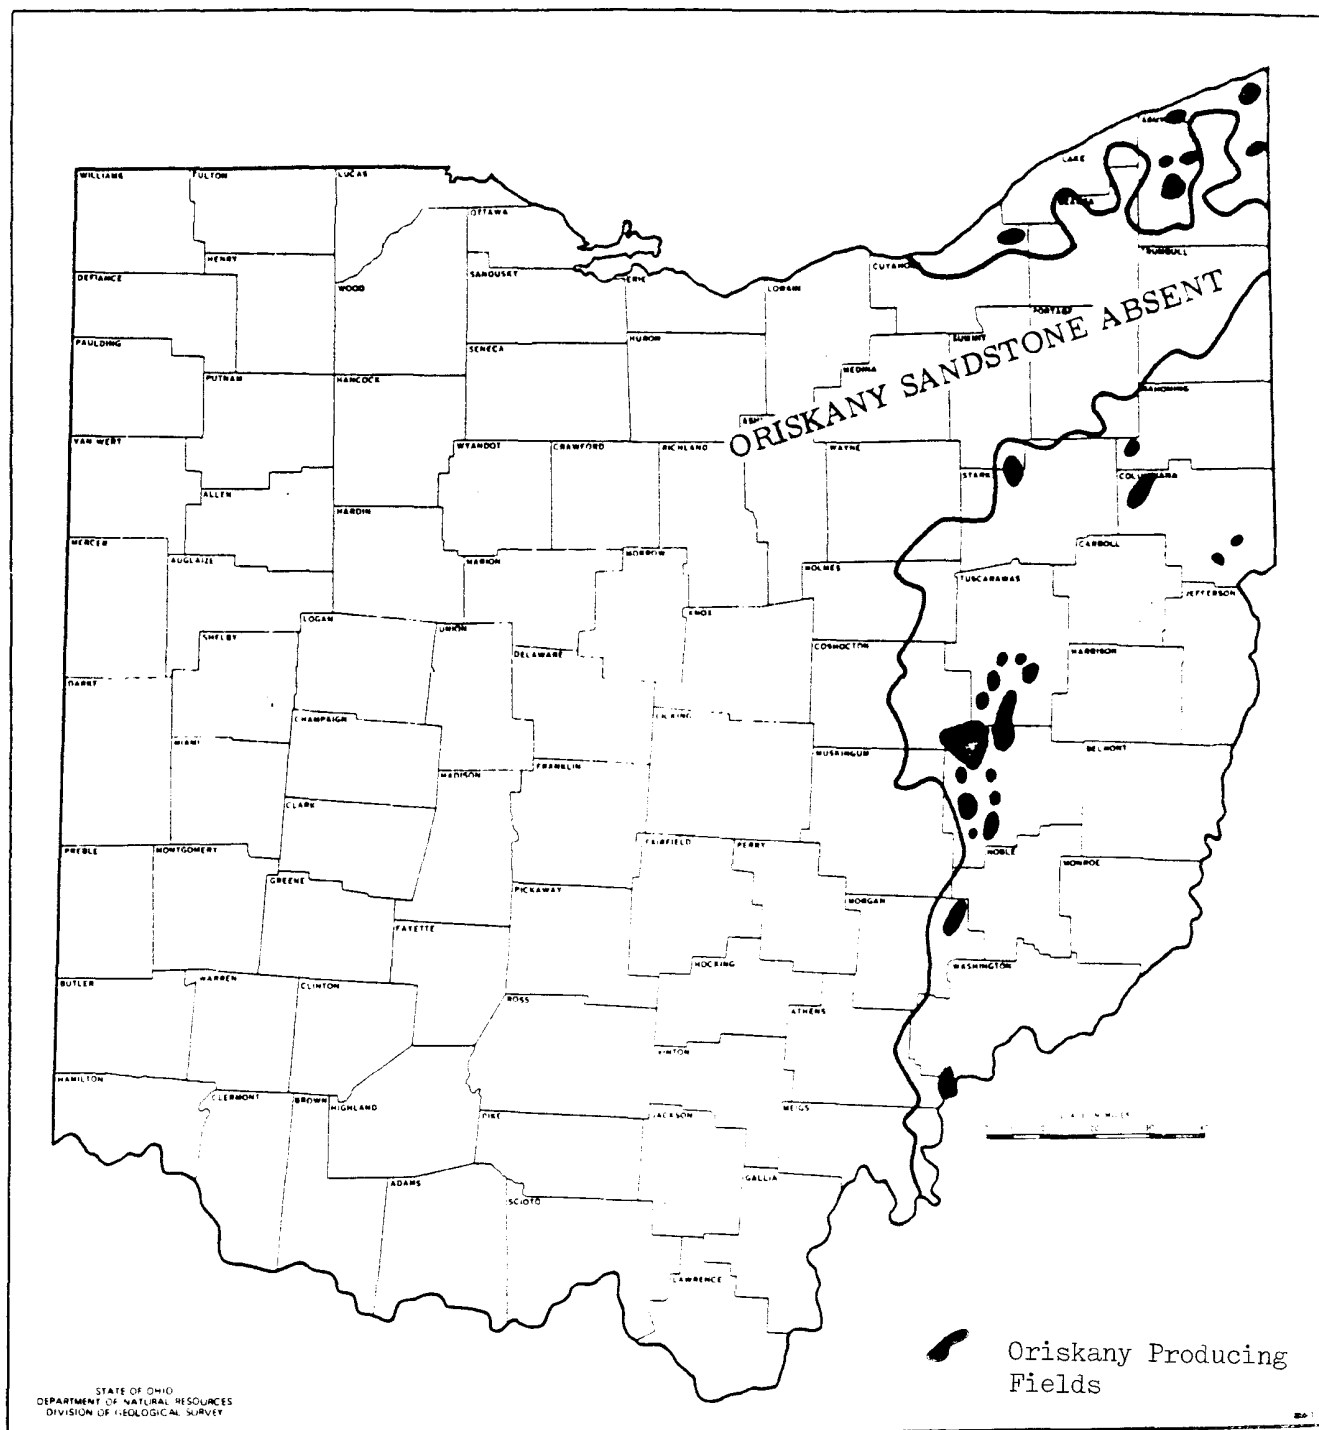 WILLIAMS
FULTON
LUCAS
OTTAWA
LAKE
GEAUGA
TRUMBULL
CUYAHOGA
HENRY
DEFIANCE
WOOD
SANDUSKY
ERIE
LORAIN
PORTAGE
SUMMIT
PAULDING
PUTNAM
HANCOCK
SENECA
HURON
MEDINA
MAHONING
ORISKANY SANDSTONE ABSENT
VAN WERT
WYANDOT
CRAWFORD
RICHLAND
WAYNE
STARK
COLUMBIANA
ALLEN
HARDIN
MERCER
AUGLAIZE
MARION
MORROW
HOLMES
CARROLL
TUSCARAWAS
JEFFERSON
LOGAN
UNION
KNOX
SHELBY
DELAWARE
COSHOCTON
HARRISON
DARKE
CHAMPAIGN
LICKING
MIAMI
MADISON
FRANKLIN
MUSKINGUM
BELMONT
CLARK
PREBLE
MONTGOMERY
GREENE
FAIRFIELD
PERRY
NOBLE
MONROE
PICKAWAY
MORGAN
FAYETTE
HOCKING
WASHINGTON
BUTLER
WARREN
CLINTON
ROSS
ATHENS
VINTON
HAMILTON
CLERMONT
BROWN
HIGHLAND
PIKE
JACKSON
MEIGS
SCALE IN MILES
ADAMS
SCIOTO
GALLIA
LAWRENCE
Oriskany Producing
Fields
STATE OF OHIO
DEPARTMENT OF NATURAL RESOURCES
DIVISION OF GEOLOGICAL SURVEY